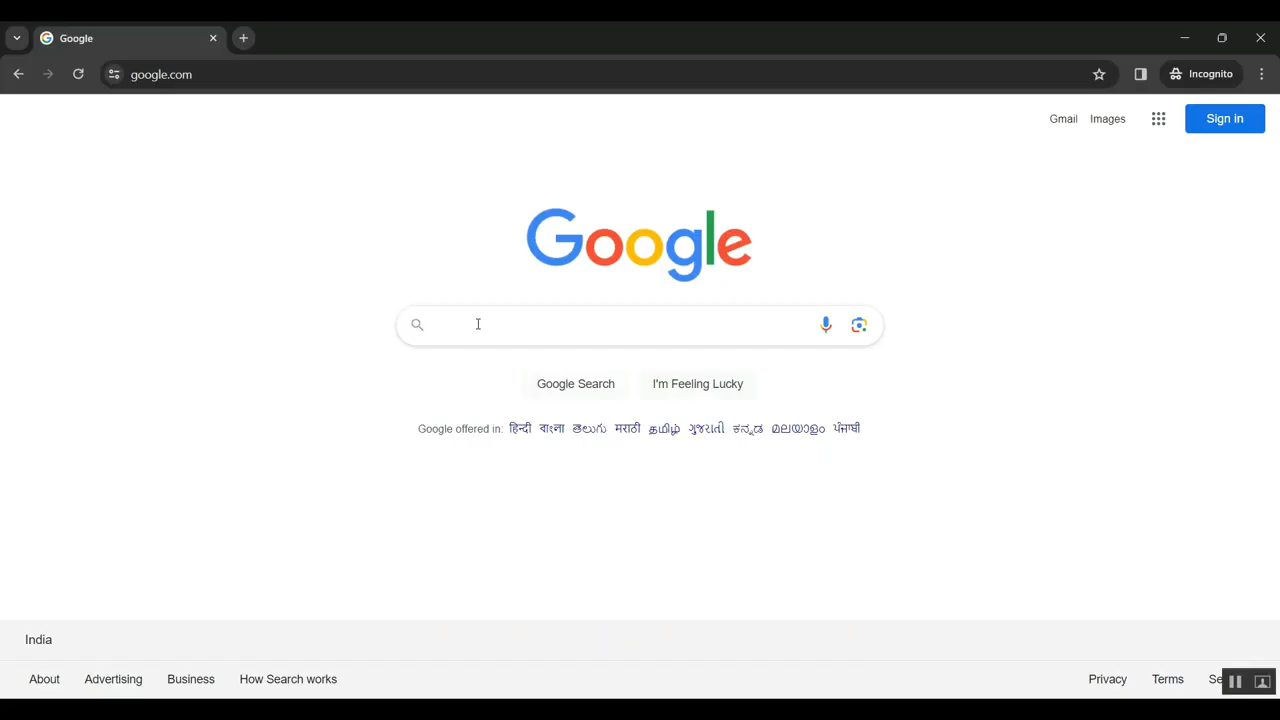 Google
google.com
Incognito
Gmail Images Sign in
Google
Google Search I'm Feeling Lucky
Google offered in: हिन्दी বাংলা తెలుగు मराठी தமிழ் ગુજરાતી ಕನ್ನಡ മലയാളം ਪੰਜਾਬੀ
India
About Advertising Business How Search works Privacy Terms Se